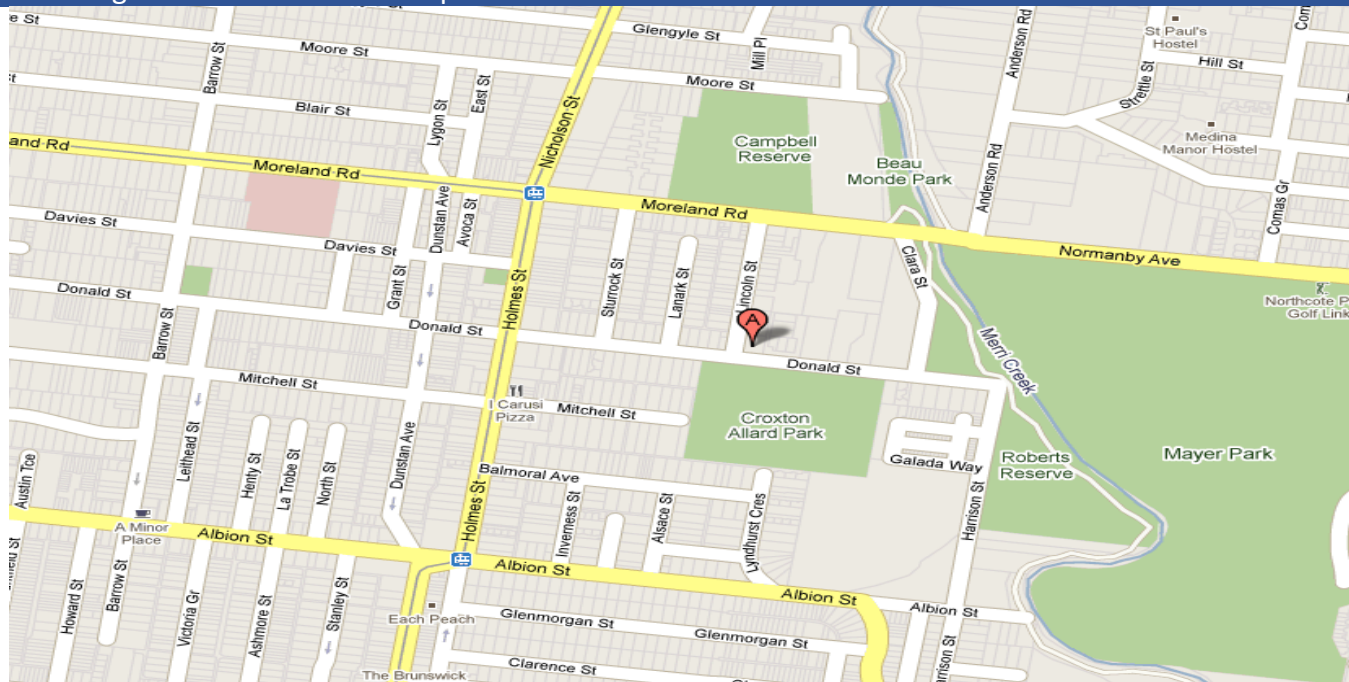 Glengyle St
St Paul's
Hostel
Moore St
Barrow St
Mill Pl
Anderson Rd
Hill St
Moore St
Strettle St
East St
Blair St
Lygon St
Nicholson St
Campbell
Reserve
Medina
Manor Hostel
and Rd
Moreland Rd
Beau
Monde Park
Anderson Rd
Comas Gr
Moreland Rd
Davies St
Dunstan Ave
Avoca St
Davies St
Normanby Ave
Clara St
Sturrock St
Lanark St
Lincoln St
Grant St
Holmes St
Donald St
Northcote P
Golf Link
A
Donald St
Barrow St
Merri Creek
Donald St
Mitchell St
Carusi
Pizza
Mitchell St
Croxton
Allard Park
Leithead St
Dunstan Ave
Galada Way
Roberts
Reserve
Mayer Park
Austin Tce
Henty St
La Trobe St
North St
Balmoral Ave
Holmes St
Inverness St
Alsace St
Lyndhurst Cres
Harrison St
A Minor
Place
Albion St
Albion St
Albion St
Albion St
Howard St
Barrow St
Victoria Gr
Ashmore St
Stanley St
Each Peach
Glenmorgan St
Glenmorgan St
Clarence St
The Brunswick
rrison St